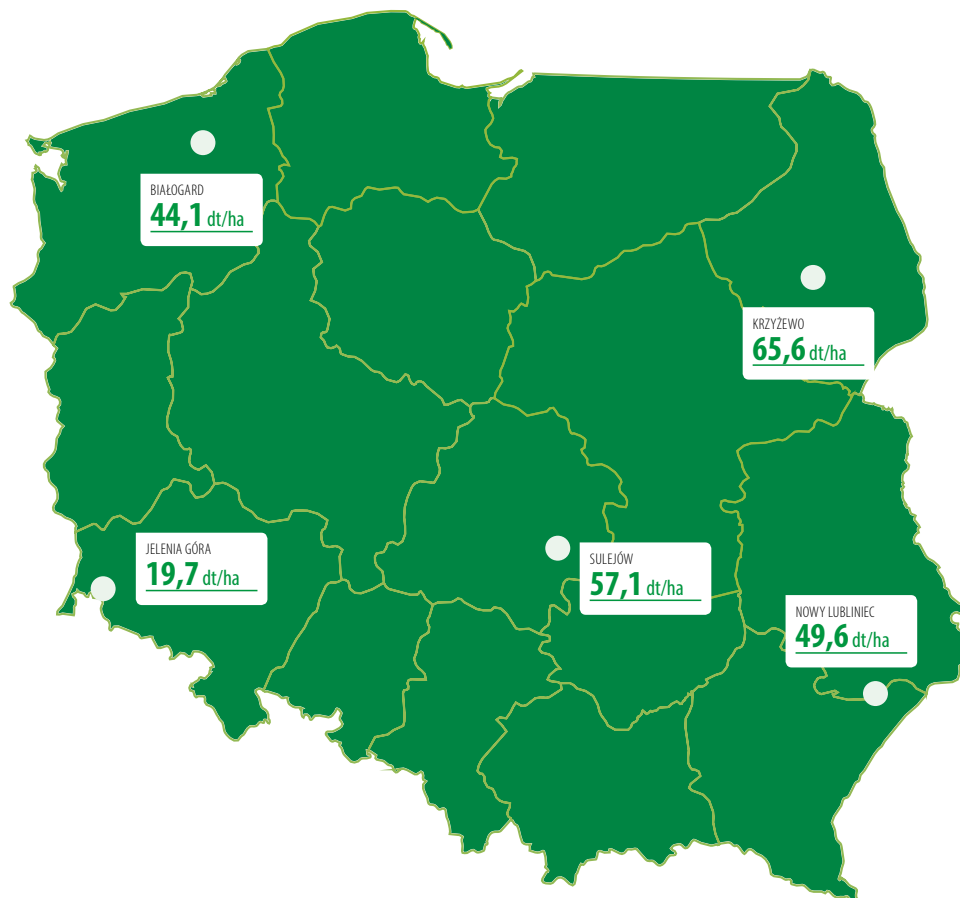 BIAŁOGARD
44,1 dt/ha
KRZYŻEWO
65,6 dt/ha
JELENIA GÓRA
19,7 dt/ha
SULEJÓW
57,1 dt/ha
NOWY LUBLINIEC
49,6 dt/ha